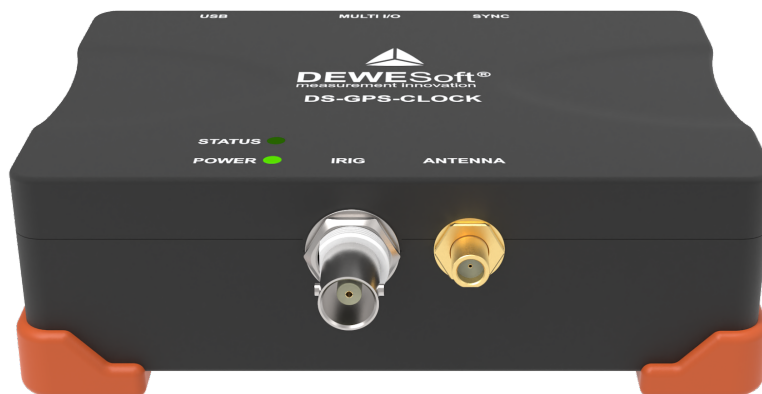 USB MULTI I/O SYNC
DEWESoft®
measurement innovation
DS-GPS-CLOCK
STATUS
POWER IRIG ANTENNA